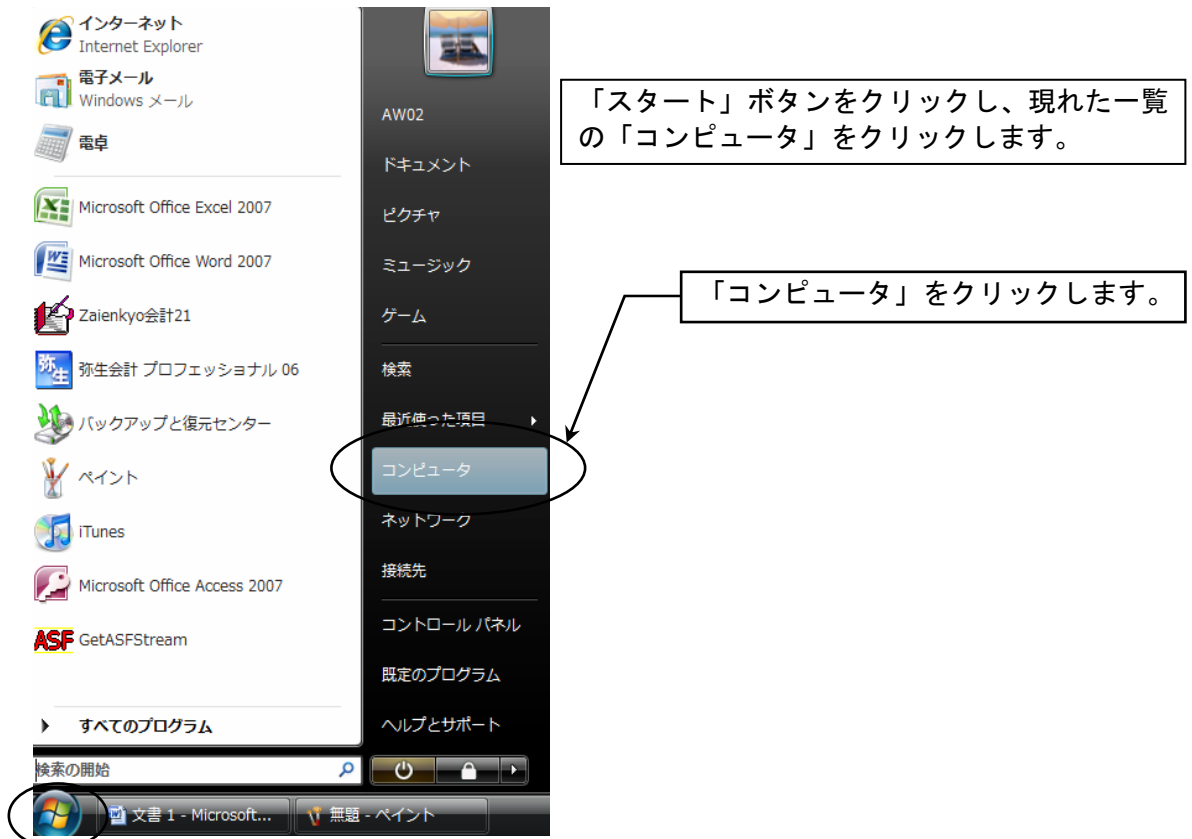 インターネット
Internet Explorer
電子メール
Windows メール
電卓
Microsoft Office Excel 2007
Microsoft Office Word 2007
Zaienkyo会計21
弥生
弥生会計 プロフェッショナル 06
バックアップと復元センター
ペイント
iTunes
Microsoft Office Access 2007
ASF GetASFStream
すべてのプログラム
検索の開始
AW02
ドキュメント
ピクチャ
ミュージック
ゲーム
検索
最近使った項目
コンピュータ
ネットワーク
接続先
コントロール パネル
既定のプログラム
ヘルプとサポート
文書 1 - Microsoft...
無題 - ペイント
「スタート」ボタンをクリックし、現れた一覧
の「コンピュータ」をクリックします。
「コンピュータ」をクリックします。